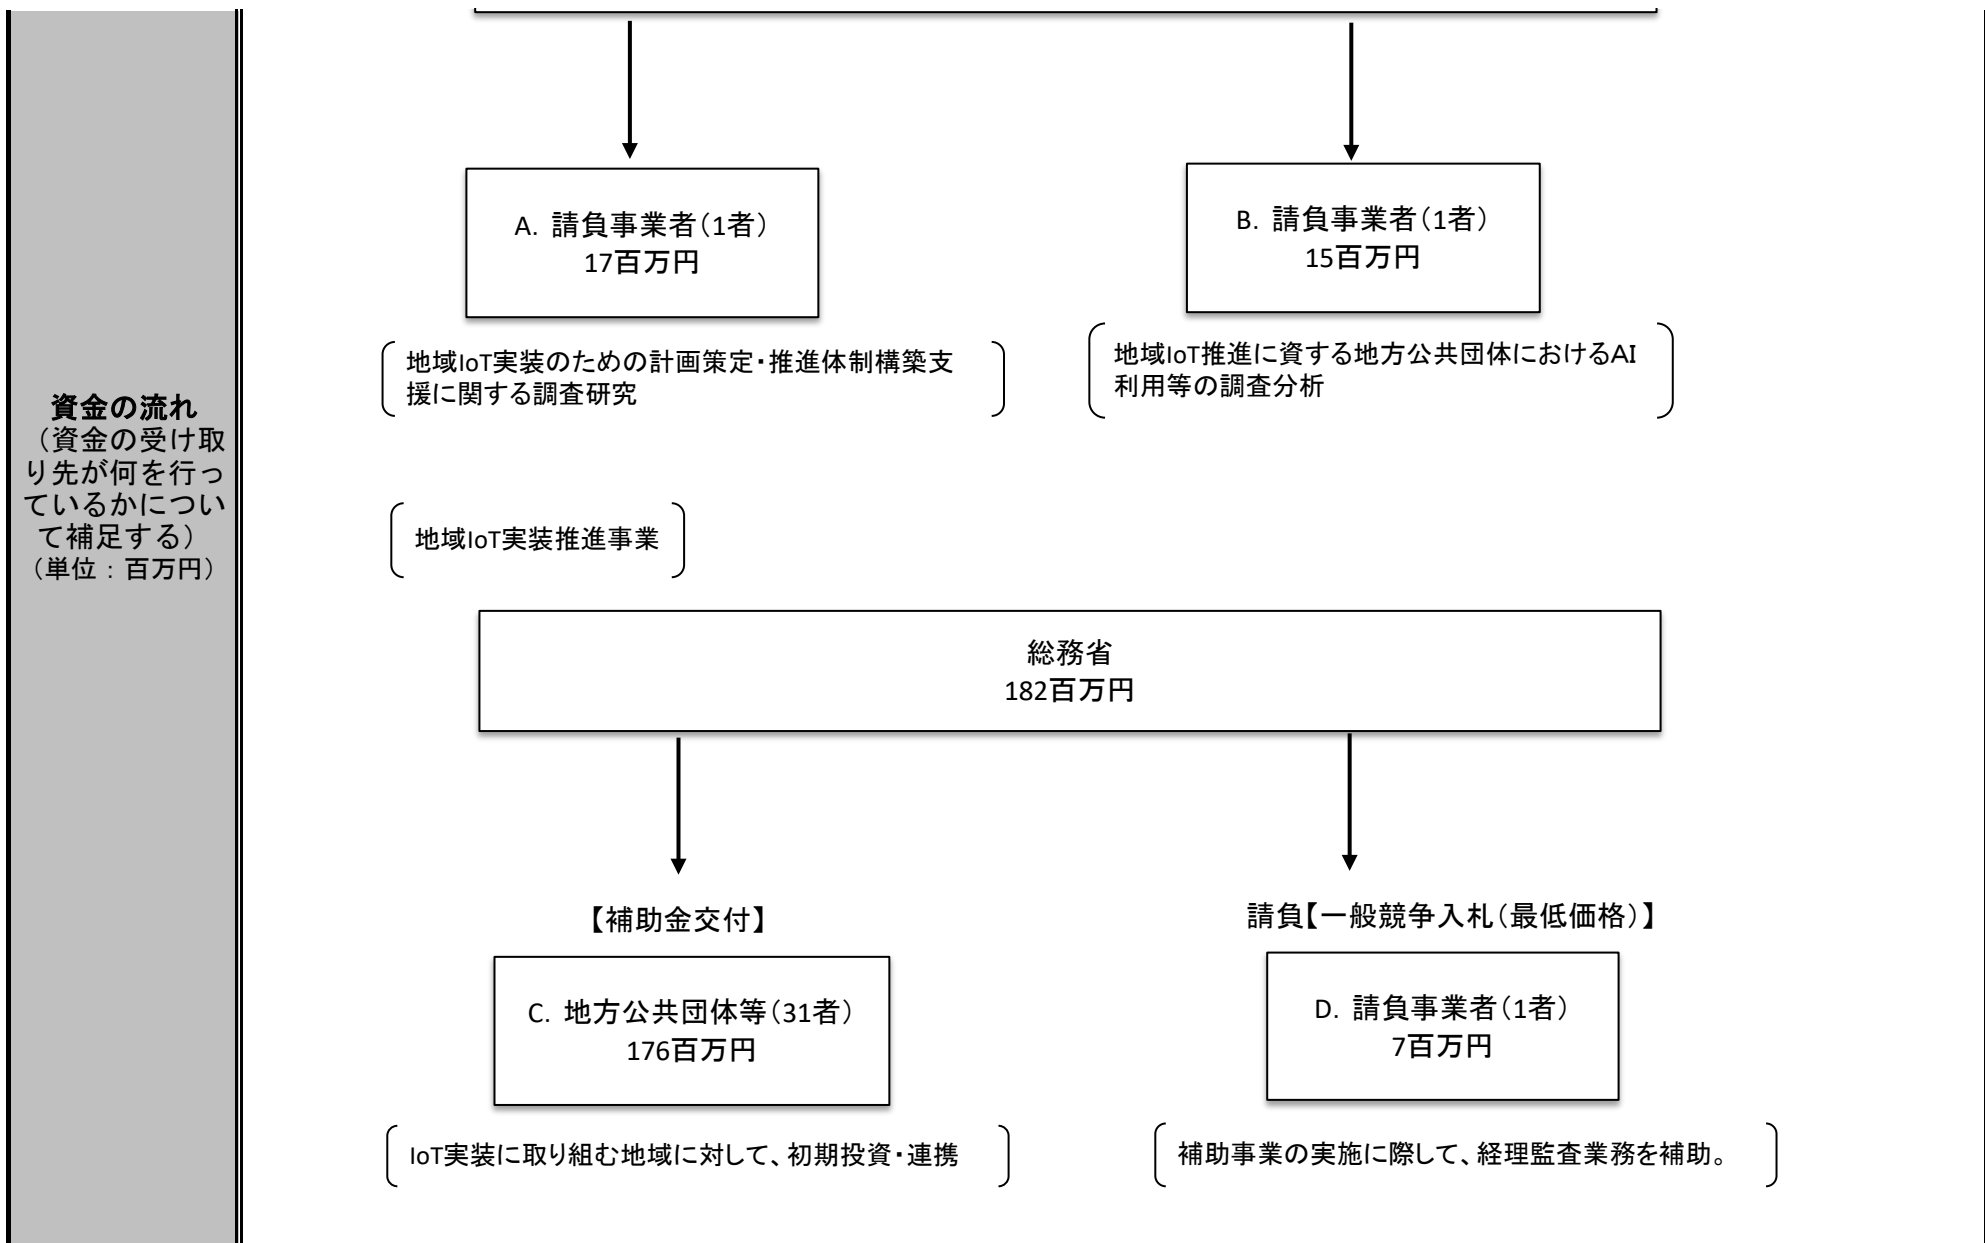 資金の流れ
（資金の受け取
り先が何を行っ
ているかについ
て補足する）
（単位：百万円）
A. 請負事業者（1者）
17百万円
B. 請負事業者（1者）
15百万円
地域IoT実装のための計画策定・推進体制構築支
援に関する調査研究
地域IoT推進に資する地方公共団体におけるAI
利用等の調査分析
地域IoT実装推進事業
総務省
182百万円
【補助金交付】
請負【一般競争入札（最低価格）】
C. 地方公共団体等（31者）
176百万円
D. 請負事業者（1者）
7百万円
IoT実装に取り組む地域に対して、初期投資・連携
補助事業の実施に際して、経理監査業務を補助。